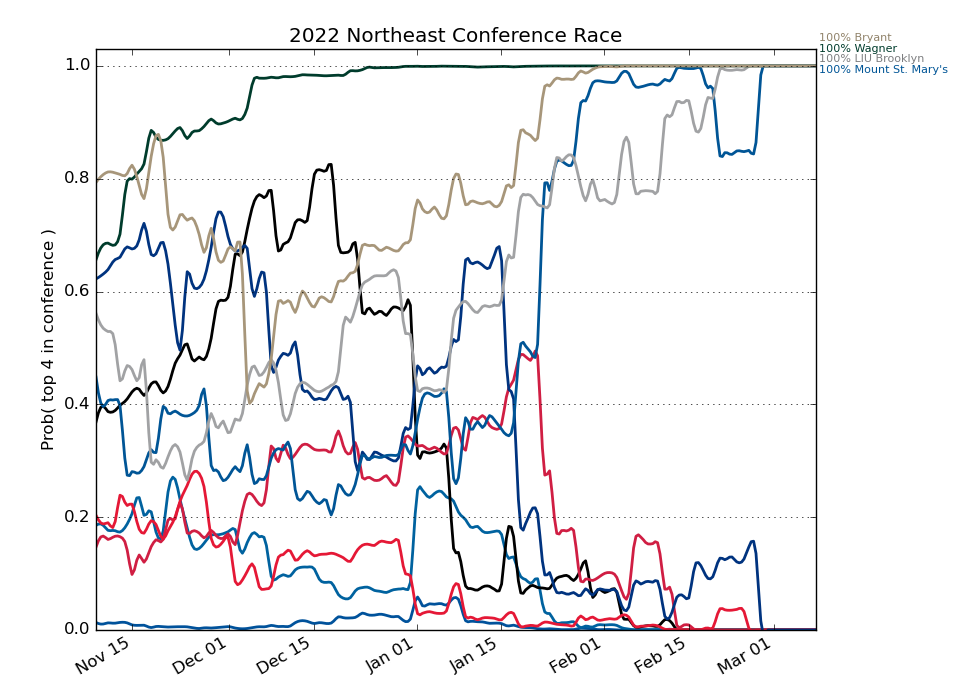 2022 Northeast Conference Race
100% Bryant
100% Wagner
100% LIU Brooklyn
100% Mount St. Mary's
Prob( top 4 in conference )
1.0
0.8
0.6
0.4
0.2
0.0
Nov 15
Dec 01
Dec 15
Jan 01
Jan 15
Feb 01
Feb 15
Mar 01